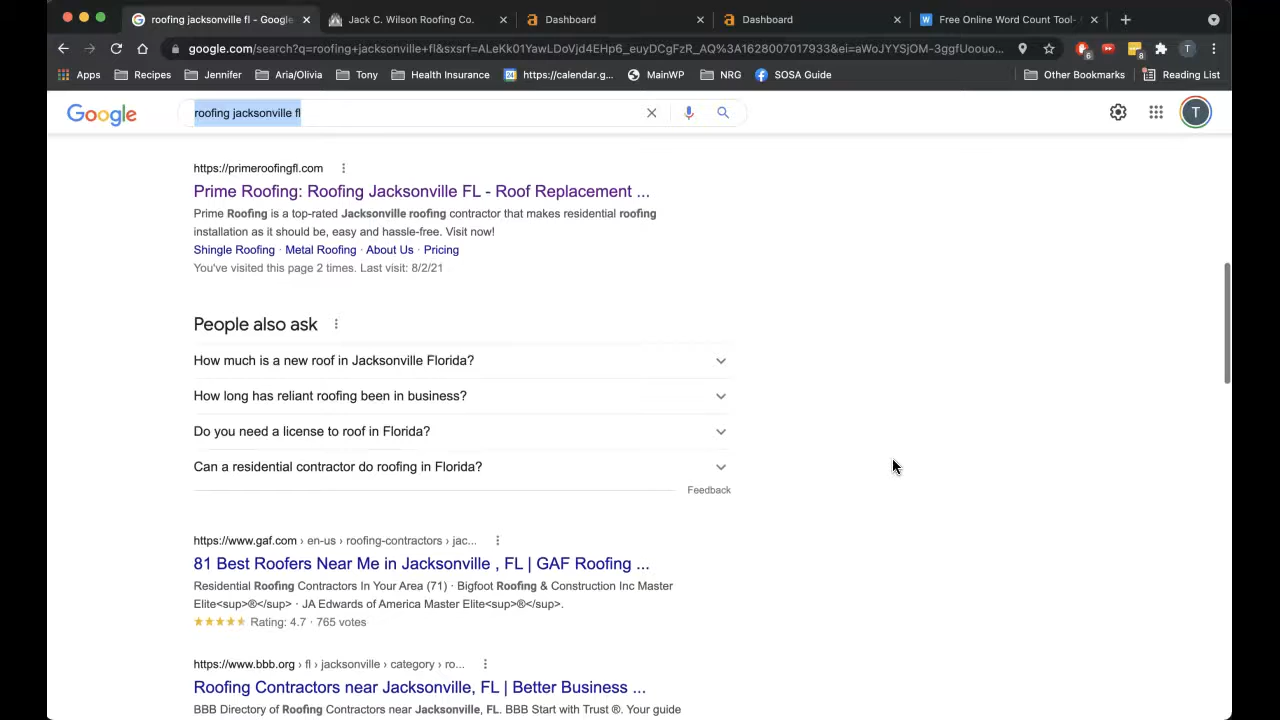 roofing jacksonville fl - Google
Jack C. Wilson Roofing Co.
Dashboard
Dashboard
Free Online Word Count Tool-
google.com/search?q=roofing+jacksonville+fl&sxsrf=ALeKk01YawLDoVjd4EHp6_euyDCgFzR_AQ%3A1628007017933&ei=aWoJYYSjOM-3ggfUoouo...
6
8
T
Apps
Recipes
Jennifer
Aria/Olivia
Tony
Health Insurance
24
https://calendar.g...
MainWP
NRG
SOSA Guide
Other Bookmarks
Reading List
Google
roofing jacksonville fl
T
https://primeroofingfl.com
Prime Roofing: Roofing Jacksonville FL - Roof Replacement ...
Prime Roofing is a top-rated Jacksonville roofing contractor that makes residential roofing
installation as it should be, easy and hassle-free. Visit now!
Shingle Roofing · Metal Roofing · About Us · Pricing
You've visited this page 2 times. Last visit: 8/2/21
People also ask
How much is a new roof in Jacksonville Florida?
How long has reliant roofing been in business?
Do you need a license to roof in Florida?
Can a residential contractor do roofing in Florida?
Feedback
https://www.gaf.com › en-us › roofing-contractors › jac...
81 Best Roofers Near Me in Jacksonville , FL | GAF Roofing ...
Residential Roofing Contractors In Your Area (71) · Bigfoot Roofing & Construction Inc Master
Elite<sup>®</sup> · JA Edwards of America Master Elite<sup>®</sup>.
Rating: 4.7 · 765 votes
https://www.bbb.org › fl › jacksonville › category › ro...
Roofing Contractors near Jacksonville, FL | Better Business ...
BBB Directory of Roofing Contractors near Jacksonville, FL. BBB Start with Trust ®. Your guide